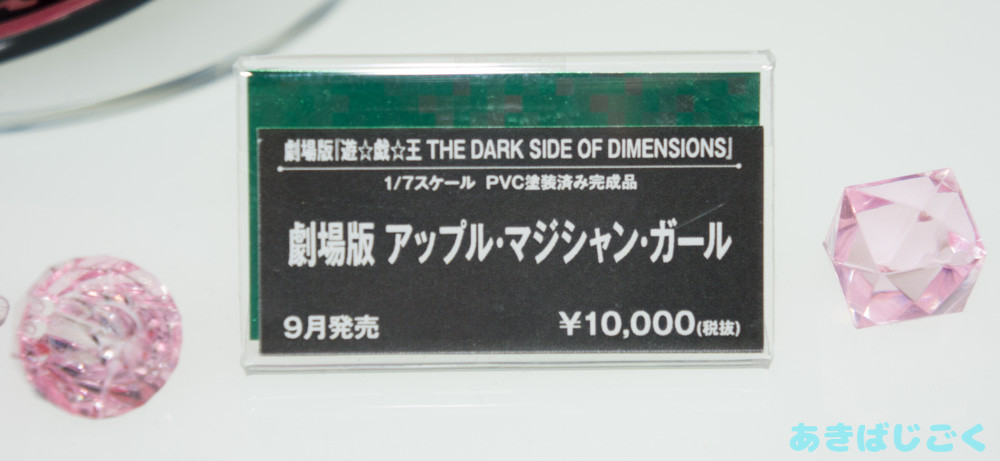 劇場版『遊☆戯☆王 THE DARK SIDE OF DIMENSIONS』
1/7スケール PVC塗装済み完成品
劇場版 アップル・マジシャン・ガール
9月発売 ¥10,000(税抜)
あきばじごく